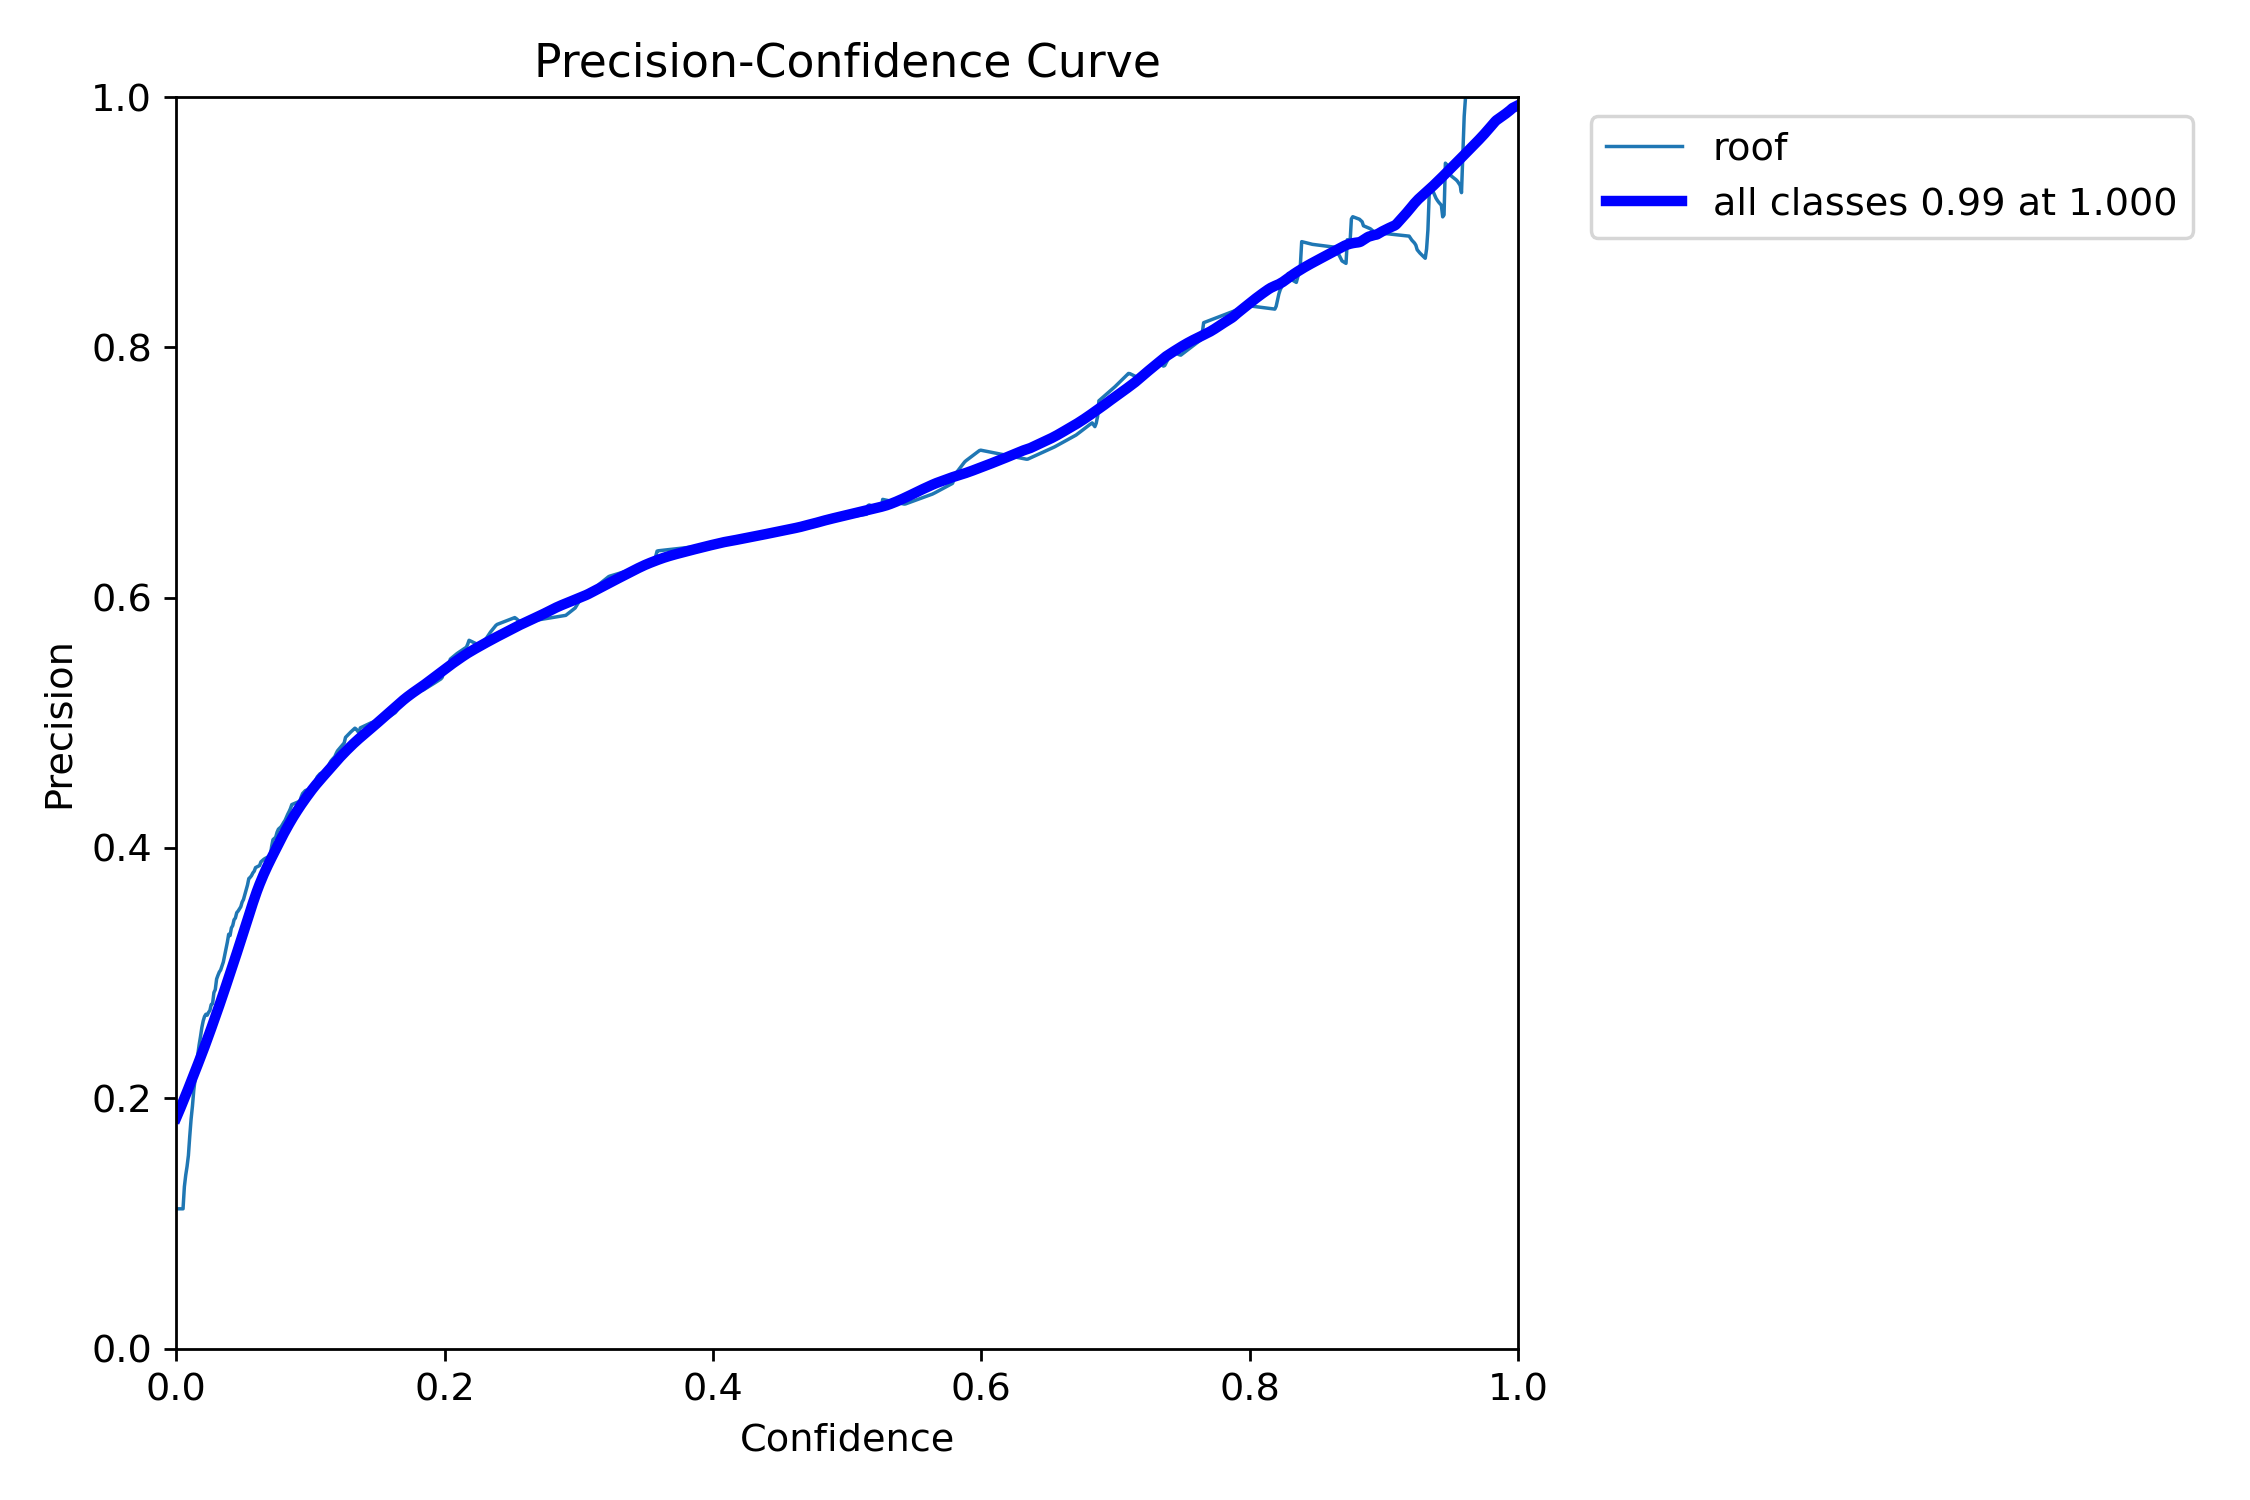 Precision-Confidence Curve
1.0
0.8
0.6
0.4
0.2
0.0
Precision
0.0 0.2 0.4 0.6 0.8 1.0
Confidence
roof
all classes 0.99 at 1.000